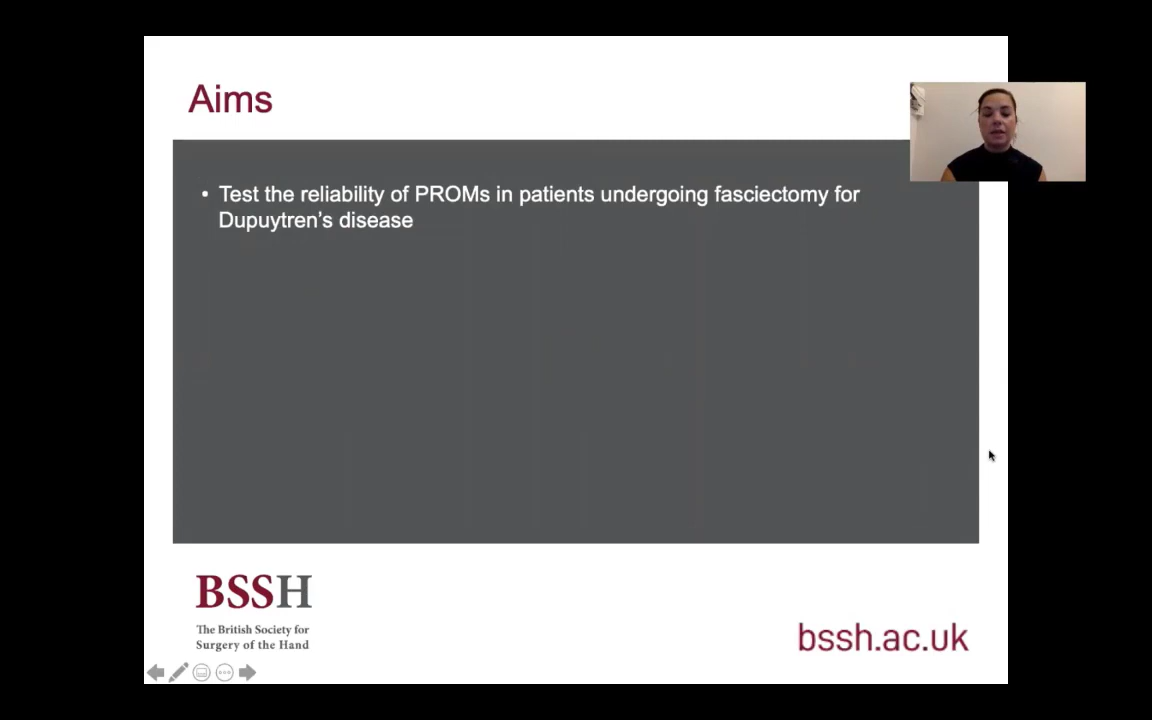 Aims
• Test the reliability of PROMs in patients undergoing fasciectomy for
Dupuytren’s disease
BSSH
The British Society for
Surgery of the Hand
bssh.ac.uk